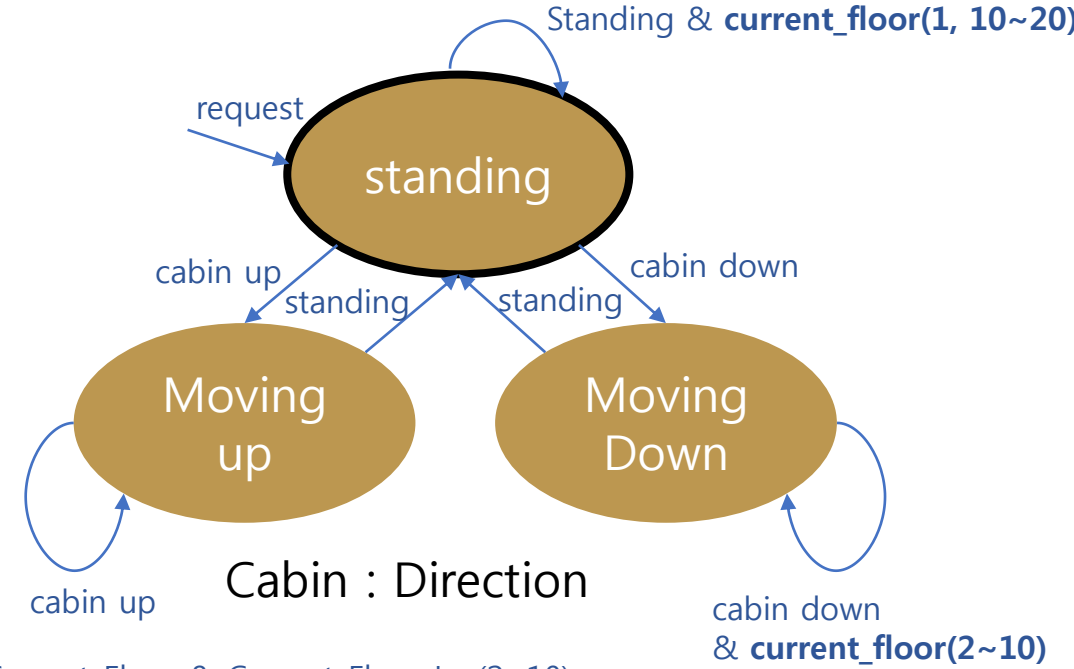 Standing & current_floor(1, 10~20)
request
standing
cabin up
cabin down
standing
standing
Moving
up
Moving
Down
Cabin : Direction
cabin up
cabin down
& current_floor(2~10)